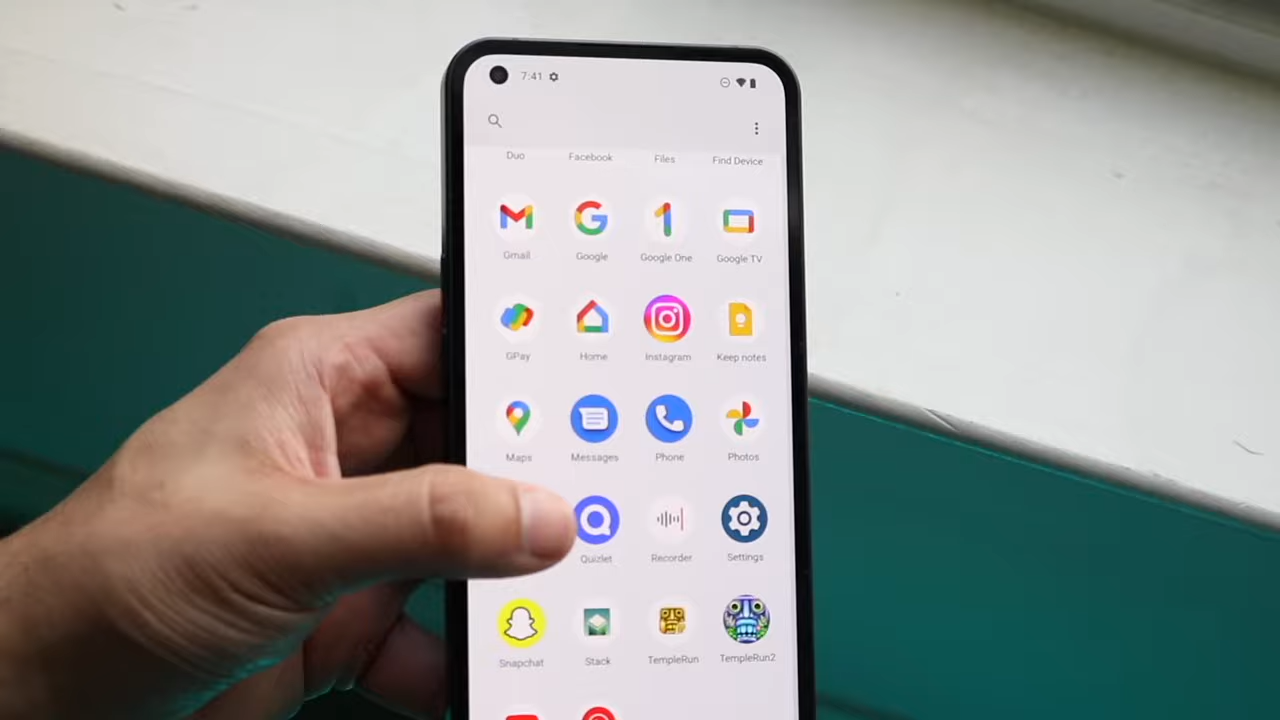 7:41
Duo Facebook Files Find Device
Gmail Google Google One Google TV
GPay Home Instagram Keep notes
Maps Messages Phone Photos
Quizlet Recorder Settings
Snapchat Stack TempleRun TempleRun2